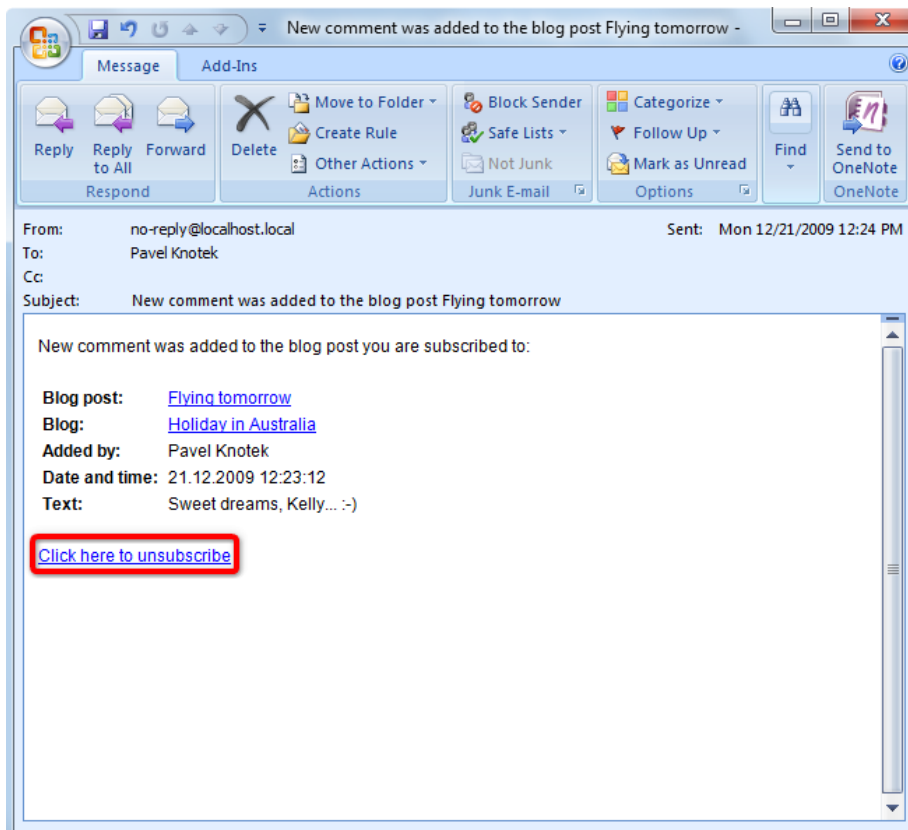 New comment was added to the blog post Flying tomorrow -
Message Add-Ins
Reply
Reply to All
Forward
Respond
Delete
Move to Folder
Create Rule
Other Actions
Actions
Block Sender
Safe Lists
Not Junk
Junk E-mail
Categorize
Follow Up
Mark as Unread
Options
Find
Send to OneNote
OneNote
From: no-reply@localhost.local Sent: Mon 12/21/2009 12:24 PM
To: Pavel Knotek
Cc:
Subject: New comment was added to the blog post Flying tomorrow
New comment was added to the blog post you are subscribed to:
Blog post: Flying tomorrow
Blog: Holiday in Australia
Added by: Pavel Knotek
Date and time: 21.12.2009 12:23:12
Text: Sweet dreams, Kelly... :-)
Click here to unsubscribe